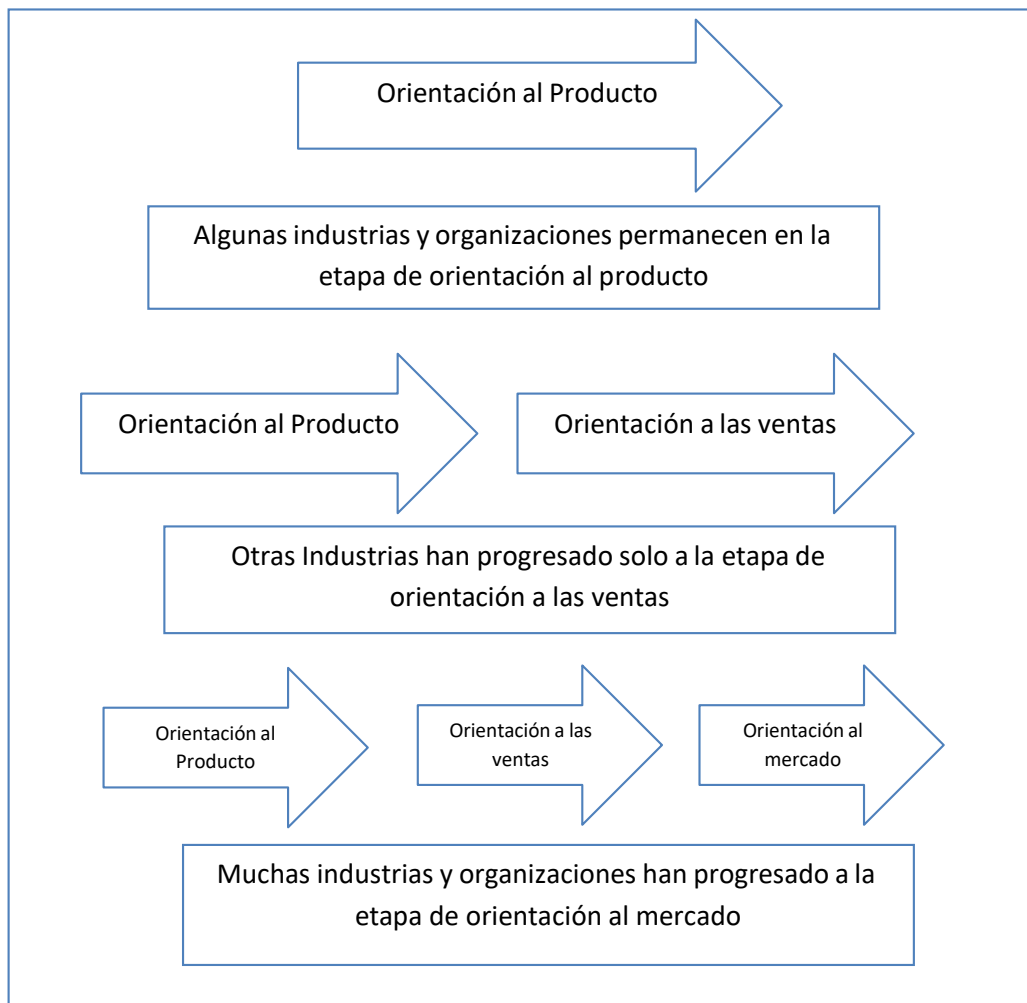 Orientación al Producto
Algunas industrias y organizaciones permanecen en la
etapa de orientación al producto
Orientación al Producto
Orientación a las ventas
Otras Industrias han progresado solo a la etapa de
orientación a las ventas
Orientación al
Producto
Orientación a las
ventas
Orientación al
mercado
Muchas industrias y organizaciones han progresado a la
etapa de orientación al mercado